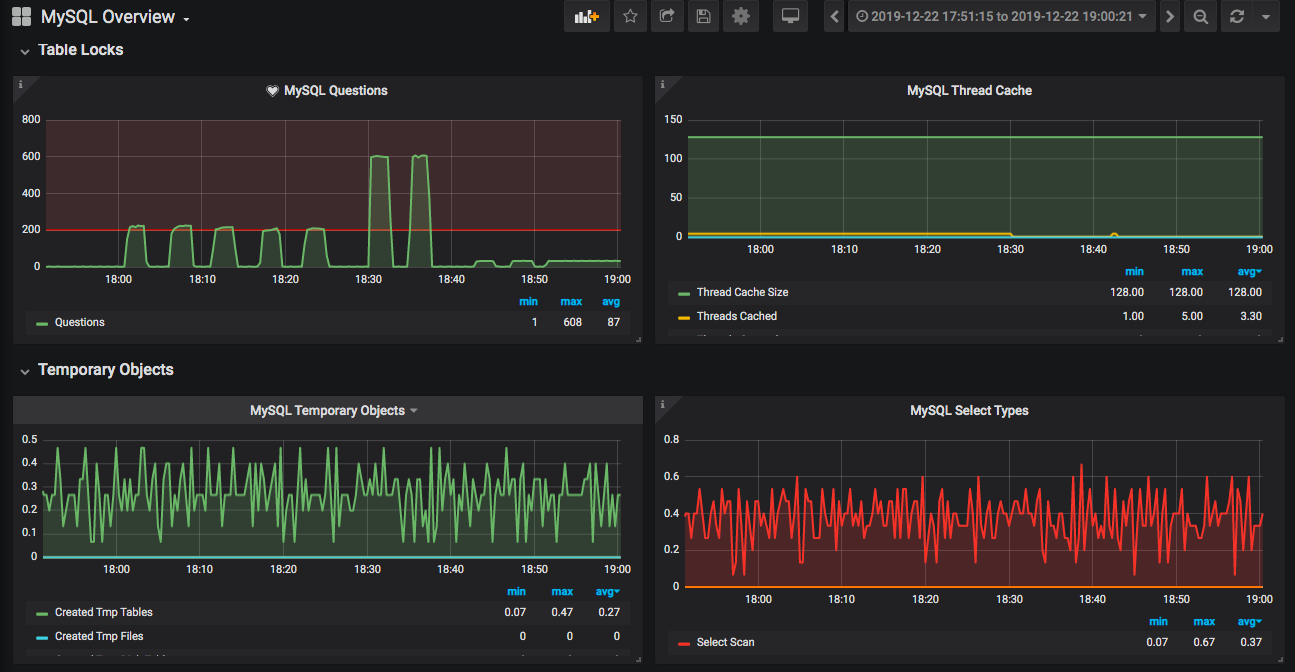 MySQL Overview
2019-12-22 17:51:15 to 2019-12-22 19:00:21
Table Locks
MySQL Questions
800
600
400
200
0
18:00 18:10 18:20 18:30 18:40 18:50 19:00
min max avg
Questions 1 608 87
MySQL Thread Cache
150
100
50
0
18:00 18:10 18:20 18:30 18:40 18:50 19:00
min max avg
Thread Cache Size 128.00 128.00 128.00
Threads Cached 1.00 5.00 3.30
Temporary Objects
MySQL Temporary Objects
0.5
0.4
0.3
0.2
0.1
0
18:00 18:10 18:20 18:30 18:40 18:50 19:00
min max avg
Created Tmp Tables 0.07 0.47 0.27
Created Tmp Files 0 0 0
MySQL Select Types
0.8
0.6
0.4
0.2
0
18:00 18:10 18:20 18:30 18:40 18:50 19:00
min max avg
Select Scan 0.07 0.67 0.37